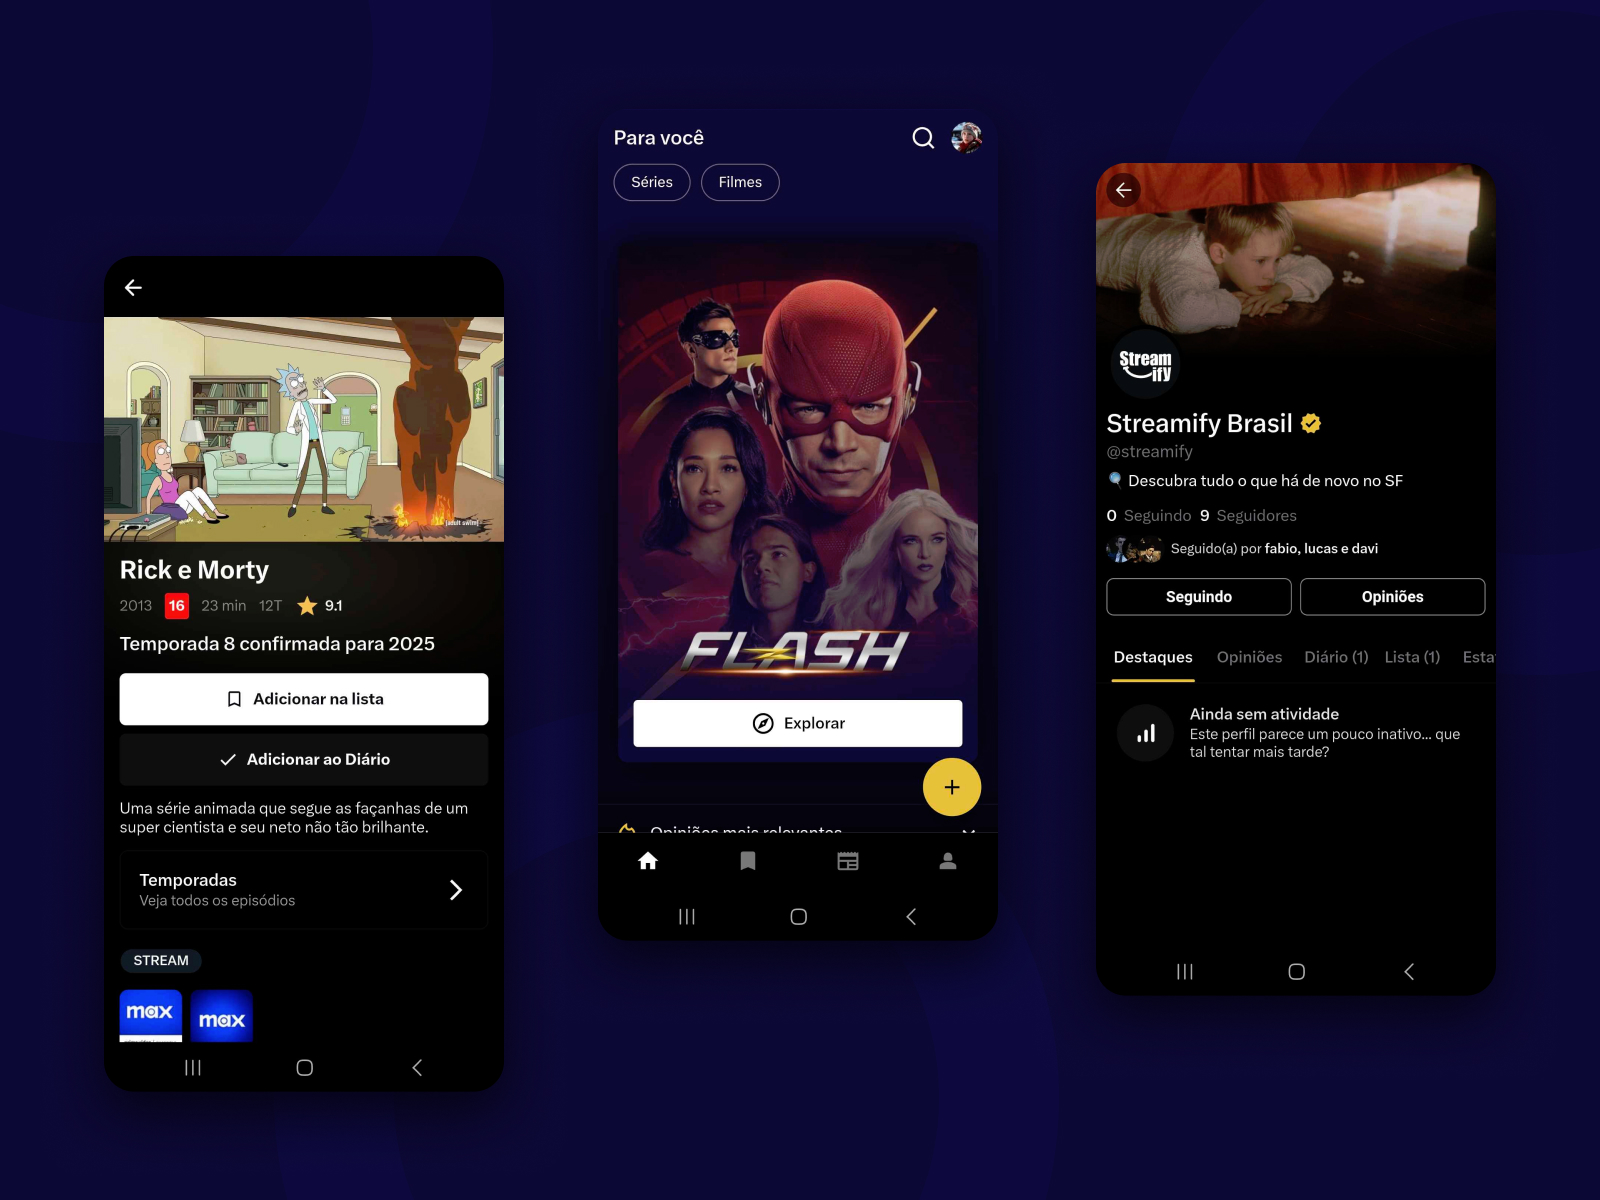 [adult swim]
Rick e Morty
2013 16 23 min 12T 9.1
Temporada 8 confirmada para 2025
Adicionar na lista
Adicionar ao Diário
Uma série animada que segue as façanhas de um
super cientista e seu neto não tão brilhante.
Temporadas
Veja todos os episódios
STREAM
max max
Para você
Séries Filmes
FLASH
Explorar
Opiniões mais relevantes
Stream
ify
Streamify Brasil
@streamify
Descubra tudo o que há de novo no SF
0 Seguindo 9 Seguidores
Seguido(a) por fabio, lucas e davi
Seguindo Opiniões
Destaques Opiniões Diário (1) Lista (1) Esta
Ainda sem atividade
Este perfil parece um pouco inativo... que
tal tentar mais tarde?